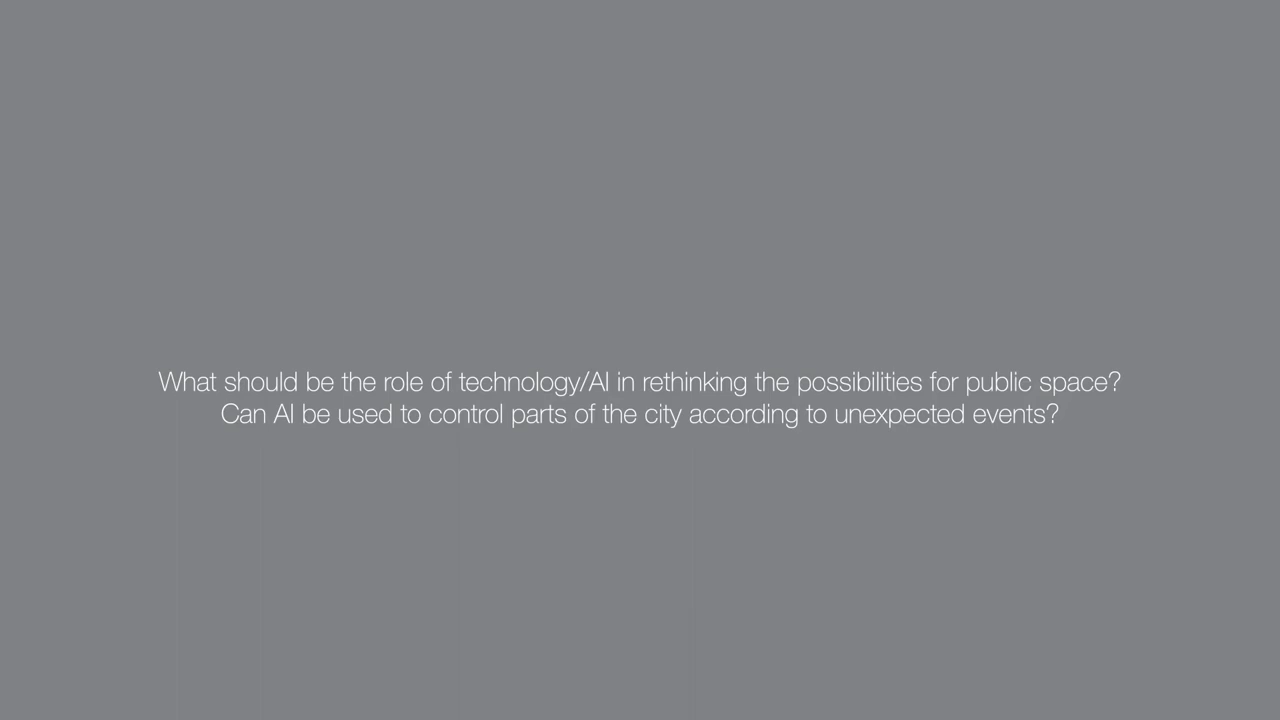 What should be the role of technology/AI in rethinking the possibilities for public space?
Can AI be used to control parts of the city according to unexpected events?